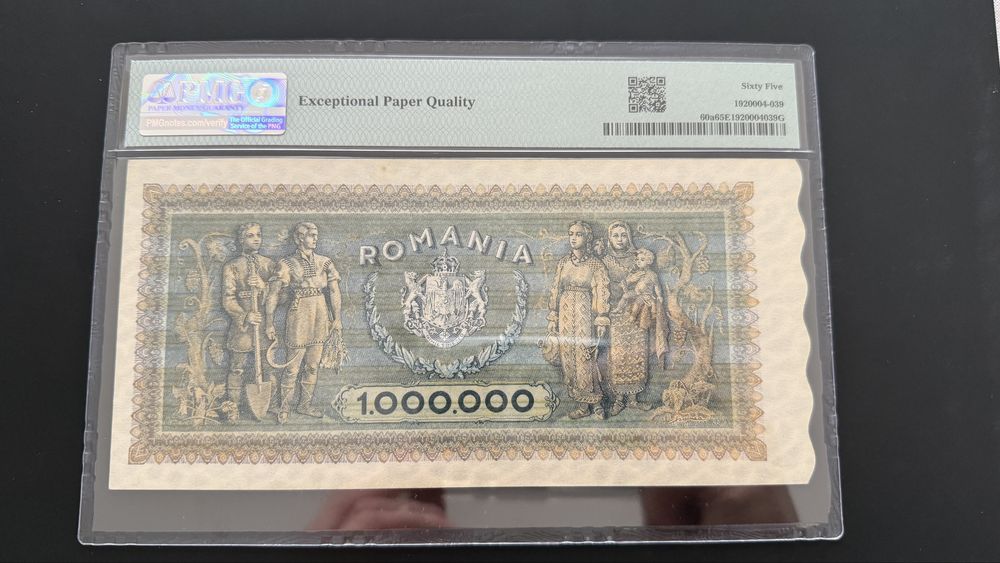 PMG
PAPER MONEY GUARANTY
PMGnotes.com/verify
The Official Grading
Service of the PNG
Exceptional Paper Quality
Sixty Five
1920004-039
60a65E1920004039G
ROMANIA
1.000.000